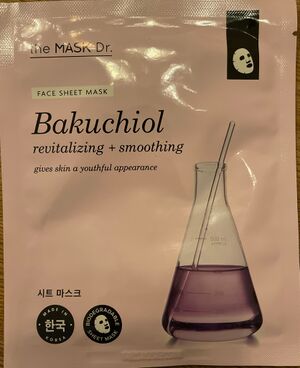 the MASK Dr.
FACE SHEET MASK
Bakuchiol
revitalizing + smoothing
gives skin a youthful appearance
시트 마스크
MADE IN
한국
KOREA
BIODEGRADABLE
SHEET MASK